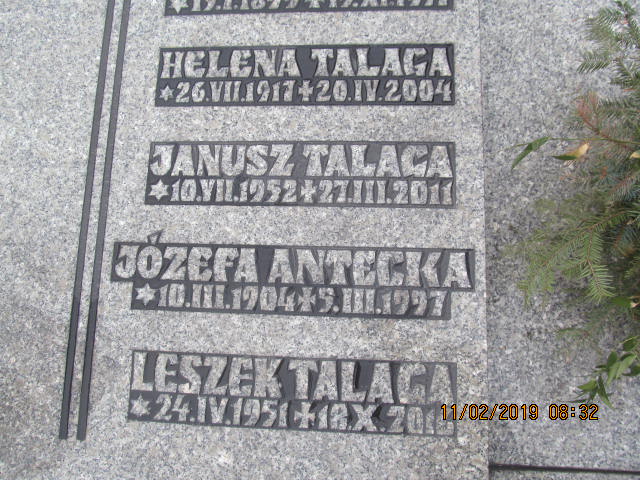 HELENA TALAGA
*26.VII.1917+20.IV.2004
JANUSZ TALAGA
*10.VII.1952+27.III.2011
JÓZEFA ANTECKA
*10.III.1904+5.III.1997
LESZEK TALAGA
*24.IV.1951
11/02/2019 08:32